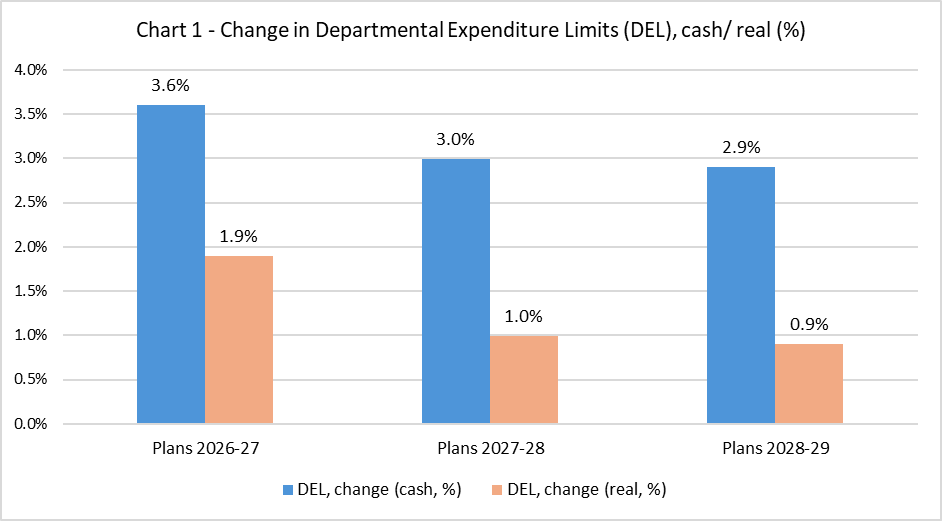 Chart 1 - Change in Departmental Expenditure Limits (DEL), cash/ real (%)
4.0%
3.5%
3.0%
2.5%
2.0%
1.5%
1.0%
0.5%
0.0%
3.6%
1.9%
3.0%
1.0%
2.9%
0.9%
Plans 2026-27
Plans 2027-28
Plans 2028-29
DEL, change (cash, %)
DEL, change (real, %)